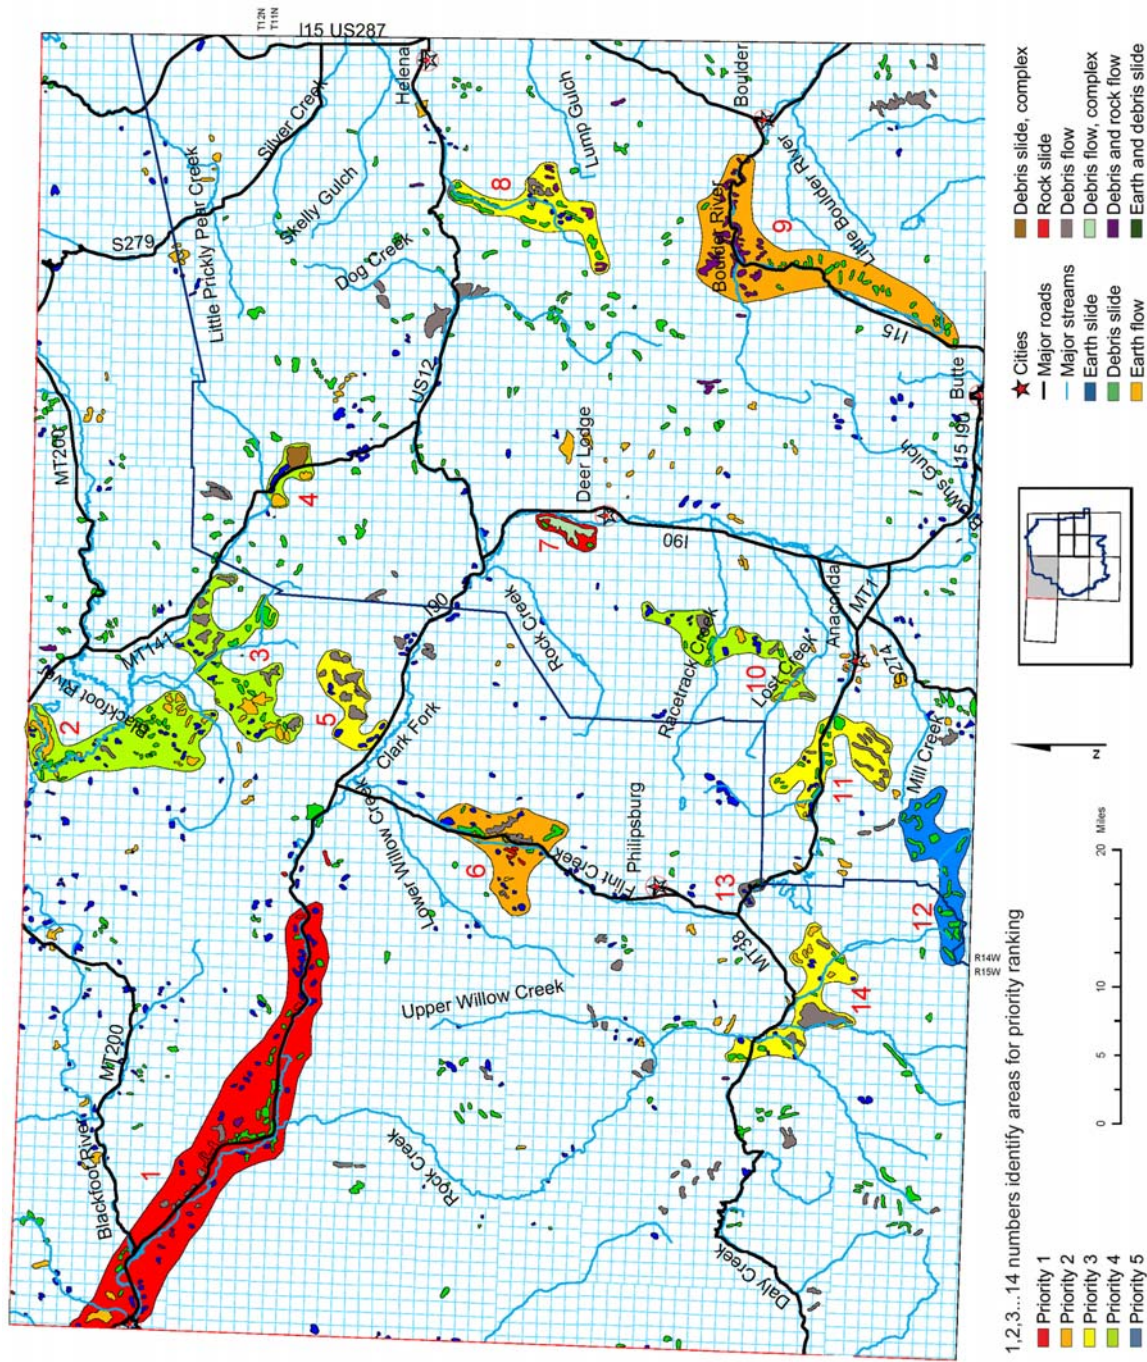 T12N
T11N
I15 US287
Helena
Silver Creek
Little Prickly Pear Creek
Skelly Gulch
S279
Dog Creek
Lump Gulch
8
Boulder
Boulder River
Little Boulder River
Boulder River
9
I15
Butte
I15 I90
Browns Gulch
US12
MT200
4
Deer Lodge
7
I90
Rock Creek
I90
MT141
3
Blackfoot River
2
5
Clark Fork
Racetrack Creek
10
Lost Creek
Anaconda
MT1
S274
Mill Creek
11
12
Lower Willow Creek
6
Flint Creek
Philipsburg
13
MT38
14
R14W
R15W
Upper Willow Creek
MT200
Blackfoot River
1
Rock Creek
Daly Creek
1,2,3...14 numbers identify areas for priority ranking
Priority 1
Priority 2
Priority 3
Priority 4
Priority 5
0 5 10 20
Miles
N
Cities
Major roads
Major streams
Earth slide
Debris slide
Earth flow
Debris slide, complex
Rock slide
Debris flow
Debris flow, complex
Debris and rock flow
Earth and debris slide